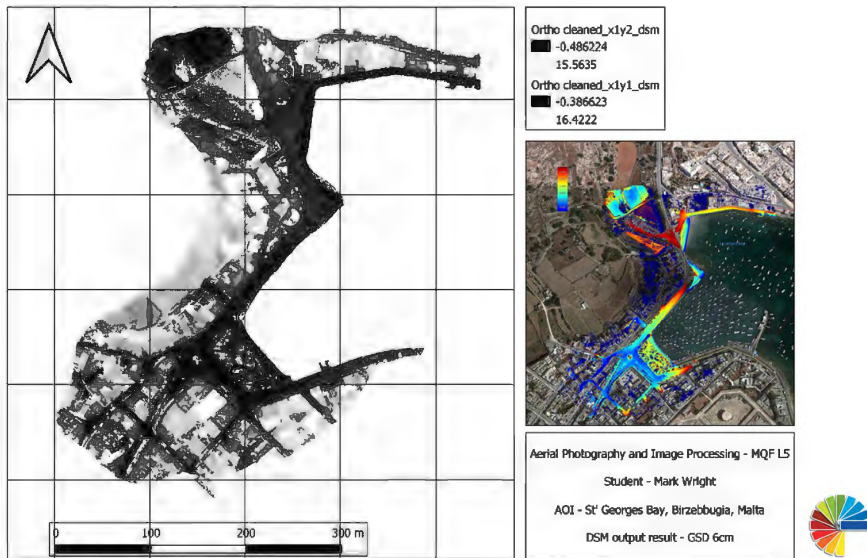 Ortho cleaned_x1y2_dsm
-0.486224
15.5635
Ortho cleaned_x1y1_dsm
-0.386623
16.4222
Aerial Photography and Image Processing - MQF L5
Student - Mark Wright
AOI - St' Georges Bay, Birzebbugia, Malta
DSM output result - GSD 6cm
0 100 200 300 m